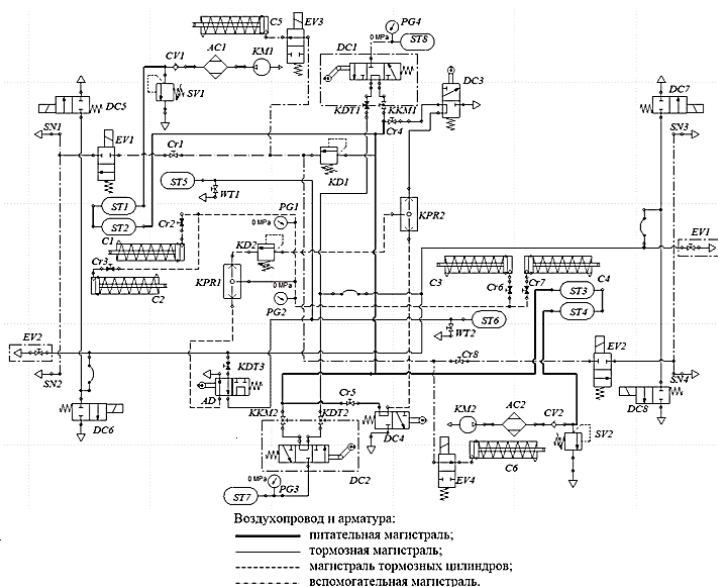 C5
EV3
PG4
0 MPa
ST8
CV1
AC1
KM1
DC1
DC3
DC7
SV1
DC5
KDT1
KKM1
Cr4
SN1
EV1
Cr1
SN3
KD1
ST5
WT1
ST1
PG1
ST2
Cr2
0 MPa
KPR2
C1
KD2
EV1
Cr3
C3
C4
KPR1
Cr6
Cr7
ST3
C2
0 MPa
ST4
PG2
WT2
ST6
EV2
KDT3
Cr8
EV2
SN2
AD
SN4
Cr5
KM2
AC2
CV2
DC8
KKM2
KDT2
DC4
SV2
DC6
0 MPa
EV4
C6
PG3
DC2
ST7
Воздухопровод и арматура:
питательная магистраль;
тормозная магистраль;
магистраль тормозных цилиндров;
вспомогательная магистраль.